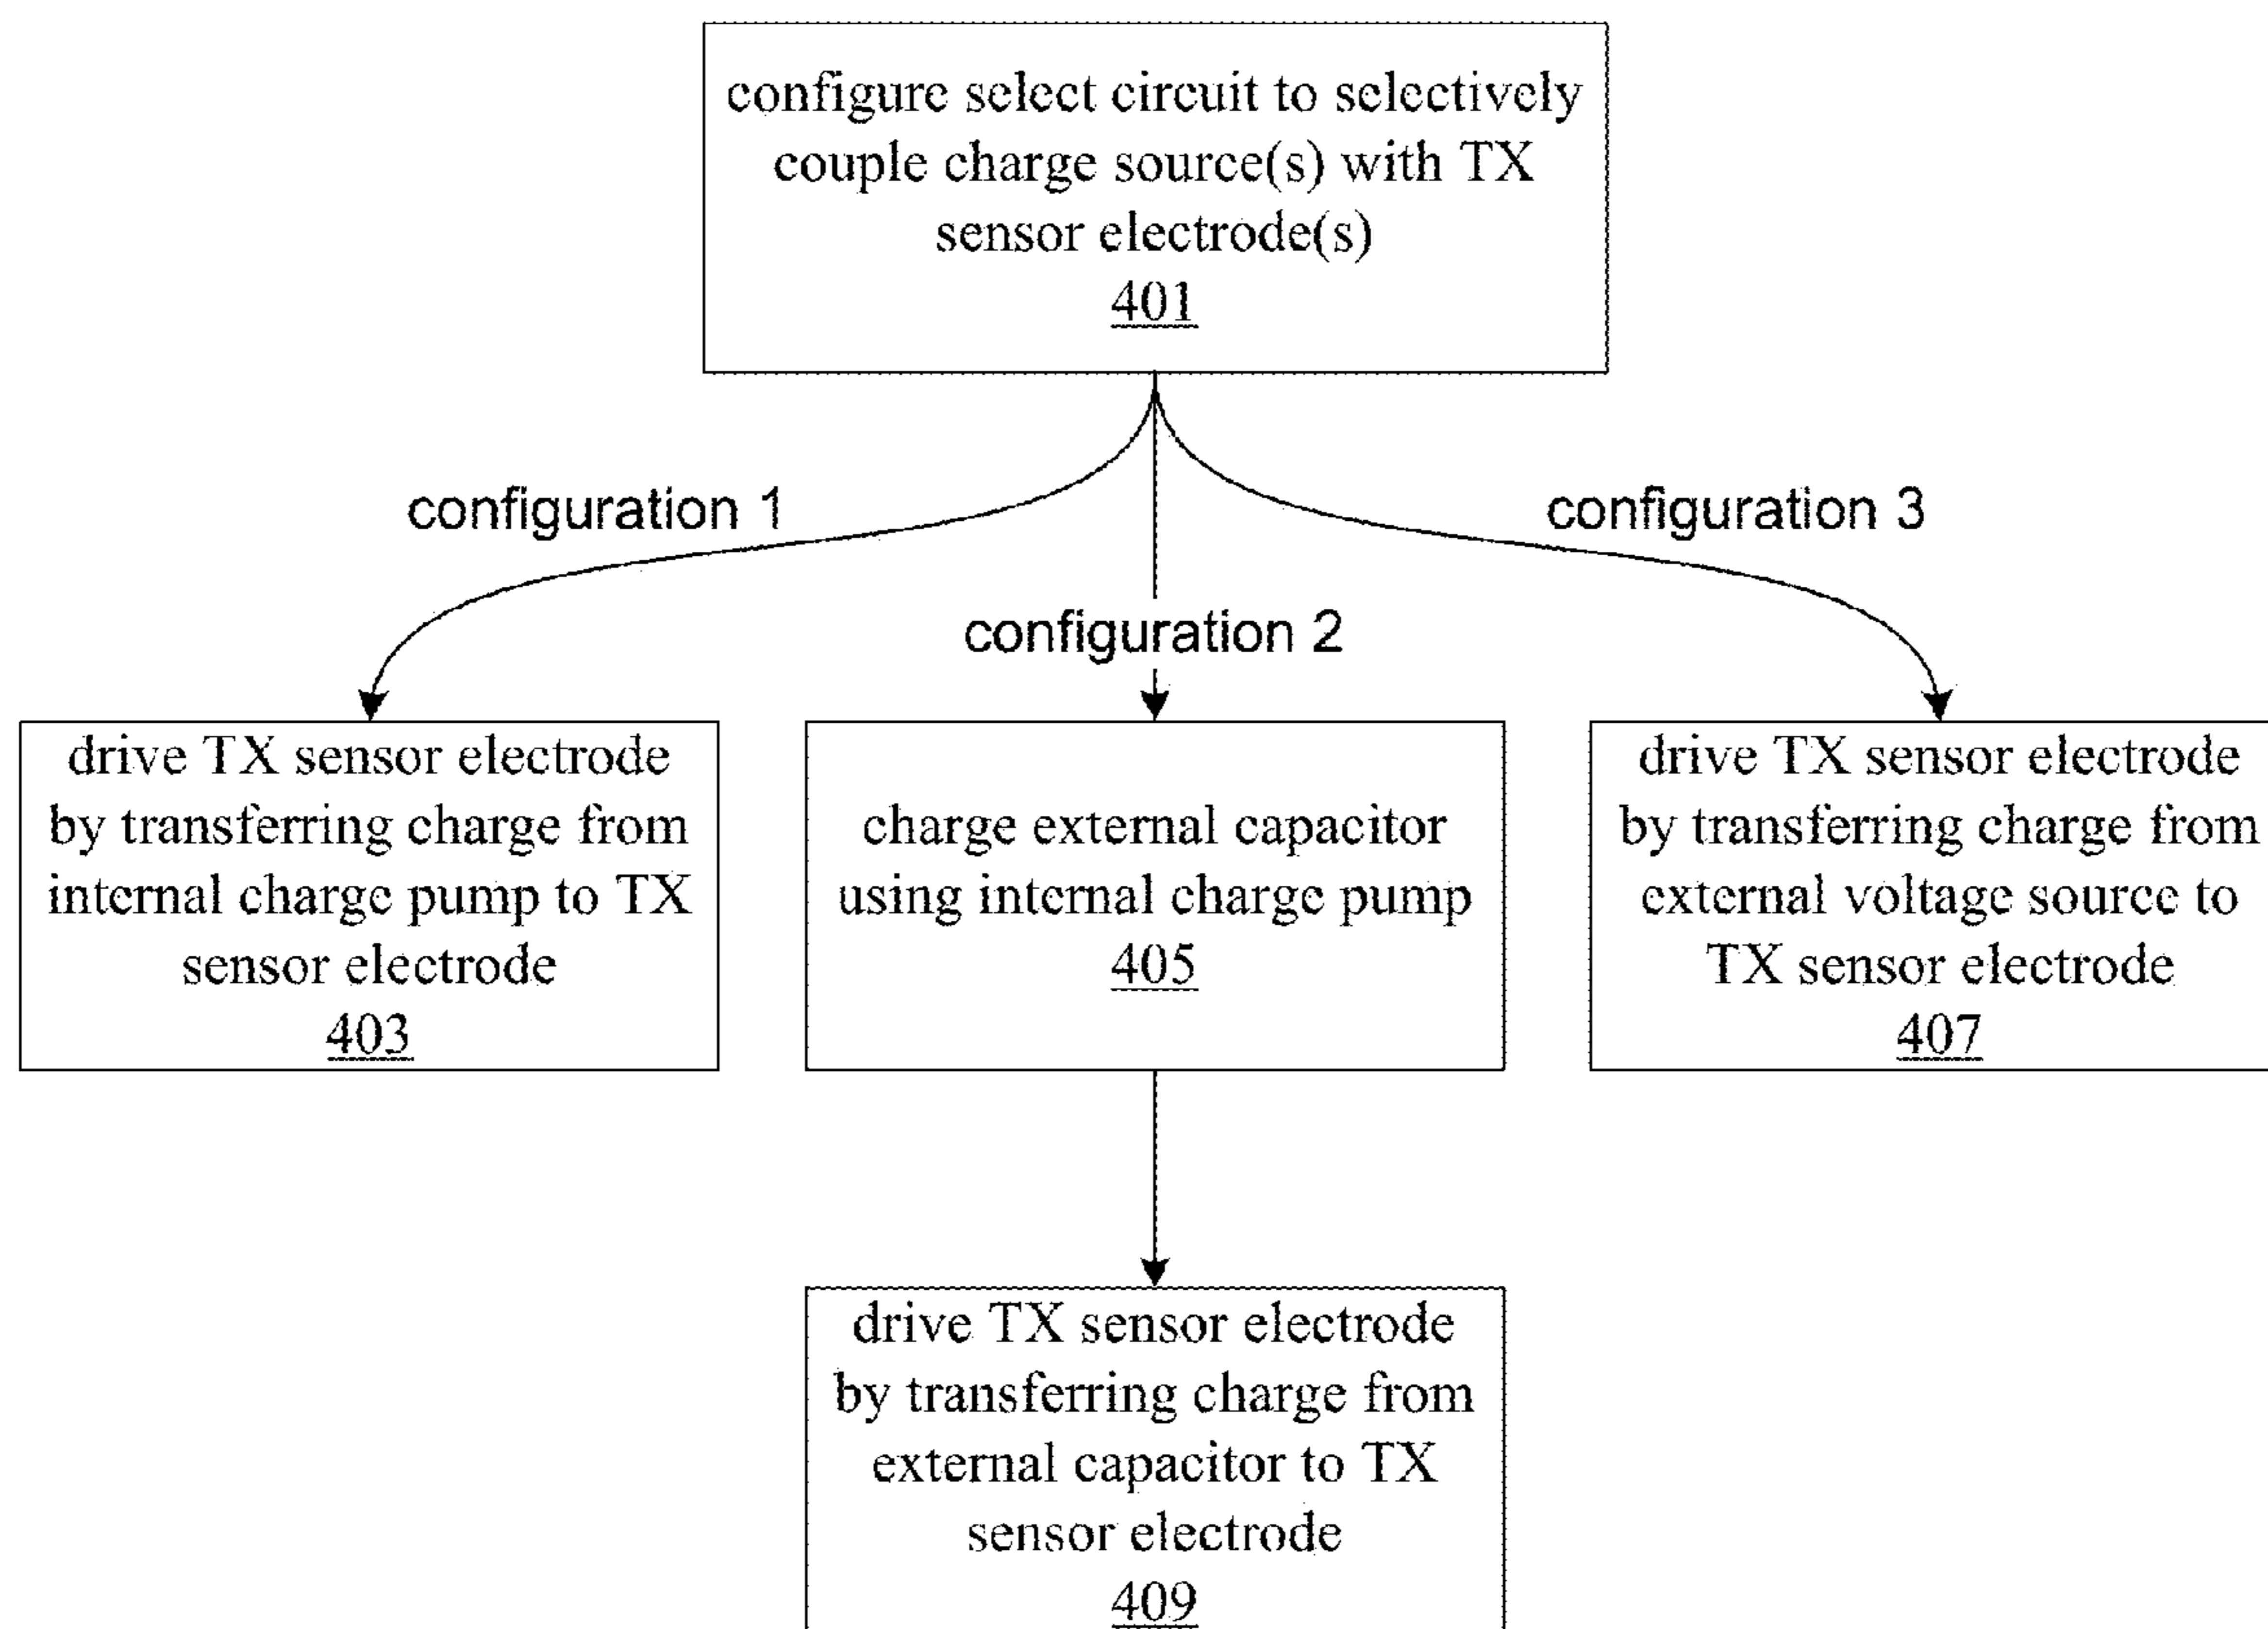 configure select circuit to selectively
couple charge source(s) with TX
sensor electrode(s)
401
configuration 1
configuration 3
configuration 2
drive TX sensor electrode
by transferring charge from
internal charge pump to TX
sensor electrode
403
charge external capacitor
using internal charge pump
405
drive TX sensor electrode
by transferring charge from
external voltage source to
TX sensor electrode
407
drive TX sensor electrode
by transferring charge from
external capacitor to TX
sensor electrode
409